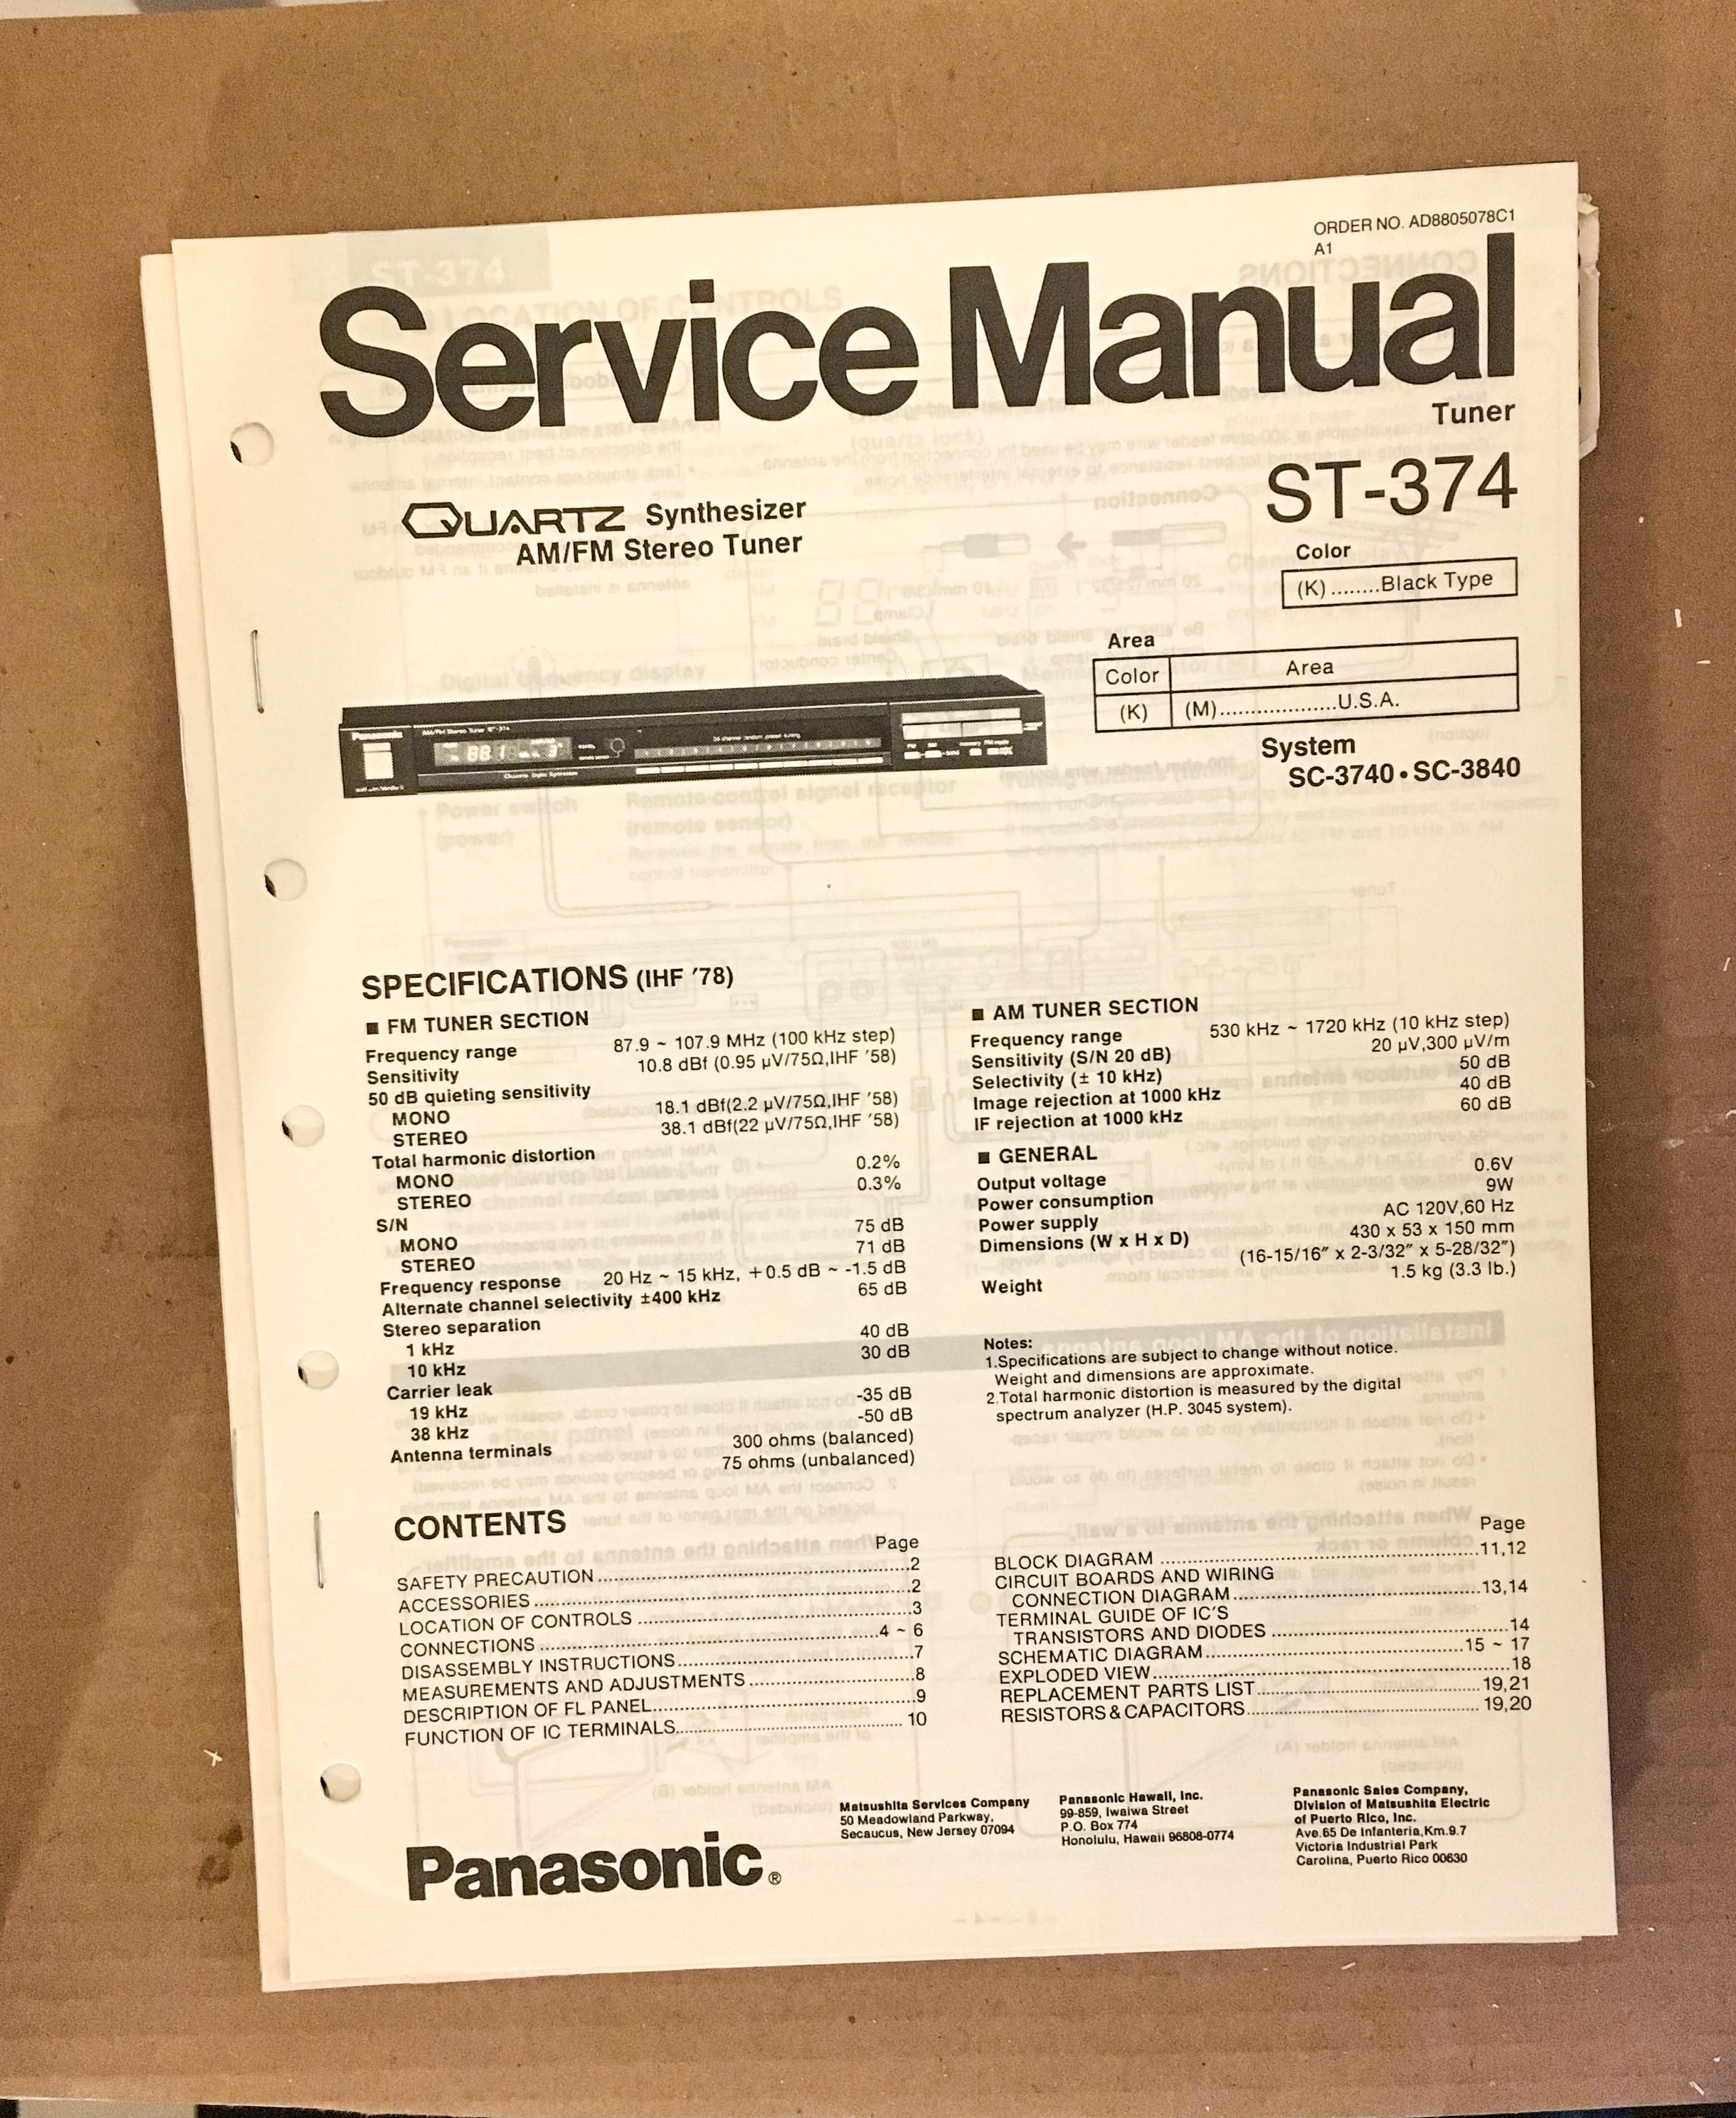 ORDER NO. AD8805078C1
A1
Service Manual
Tuner
ST-374
QUARTZ Synthesizer
AM/FM Stereo Tuner
Color
(K) ........Black Type
Area
Color Area
(K) (M)....................U.S.A.
System
SC-3740 • SC-3840
Panasonic
SPECIFICATIONS (IHF '78)
■ FM TUNER SECTION
Frequency range 87.9 ~ 107.9 MHz (100 kHz step)
Sensitivity 10.8 dBf (0.95 µV/75Ω,IHF '58)
50 dB quieting sensitivity
MONO 18.1 dBf(2.2 µV/75Ω,IHF '58)
STEREO 38.1 dBf(22 µV/75Ω,IHF '58)
Total harmonic distortion
MONO 0.2%
STEREO 0.3%
S/N
MONO 75 dB
STEREO 71 dB
Frequency response 20 Hz ~ 15 kHz, +0.5 dB ~ -1.5 dB
Alternate channel selectivity ±400 kHz 65 dB
Stereo separation
1 kHz 40 dB
10 kHz 30 dB
Carrier leak
19 kHz -35 dB
38 kHz -50 dB
Antenna terminals 300 ohms (balanced)
75 ohms (unbalanced)
■ AM TUNER SECTION
Frequency range 530 kHz ~ 1720 kHz (10 kHz step)
Sensitivity (S/N 20 dB) 20 µV,300 µV/m
Selectivity (± 10 kHz) 50 dB
Image rejection at 1000 kHz 40 dB
IF rejection at 1000 kHz 60 dB
■ GENERAL
Output voltage 0.6V
Power consumption 9W
Power supply AC 120V,60 Hz
Dimensions (W x H x D) 430 x 53 x 150 mm
(16-15/16" x 2-3/32" x 5-28/32")
Weight 1.5 kg (3.3 lb.)
Notes:
1.Specifications are subject to change without notice.
Weight and dimensions are approximate.
2.Total harmonic distortion is measured by the digital
spectrum analyzer (H.P. 3045 system).
CONTENTS
Page
SAFETY PRECAUTION ........................................2
ACCESSORIES ........................................2
LOCATION OF CONTROLS ........................................3
CONNECTIONS ........................................4 ~ 6
DISASSEMBLY INSTRUCTIONS ........................................7
MEASUREMENTS AND ADJUSTMENTS ........................................8
DESCRIPTION OF FL PANEL ........................................9
FUNCTION OF IC TERMINALS ........................................10
Page
BLOCK DIAGRAM ........................................11,12
CIRCUIT BOARDS AND WIRING
CONNECTION DIAGRAM ........................................13,14
TERMINAL GUIDE OF IC'S
TRANSISTORS AND DIODES ........................................14
SCHEMATIC DIAGRAM ........................................15 ~ 17
EXPLODED VIEW ........................................18
REPLACEMENT PARTS LIST ........................................19,21
RESISTORS & CAPACITORS ........................................19,20
Panasonic®
Matsushita Services Company
50 Meadowland Parkway,
Secaucus, New Jersey 07094
Panasonic Hawaii, Inc.
99-859, Iwaiwa Street
P.O. Box 774
Honolulu, Hawaii 96808-0774
Panasonic Sales Company,
Division of Matsushita Electric
of Puerto Rico, Inc.
Ave.65 De Infanteria,Km.9.7
Victoria Industrial Park
Carolina, Puerto Rico 00630